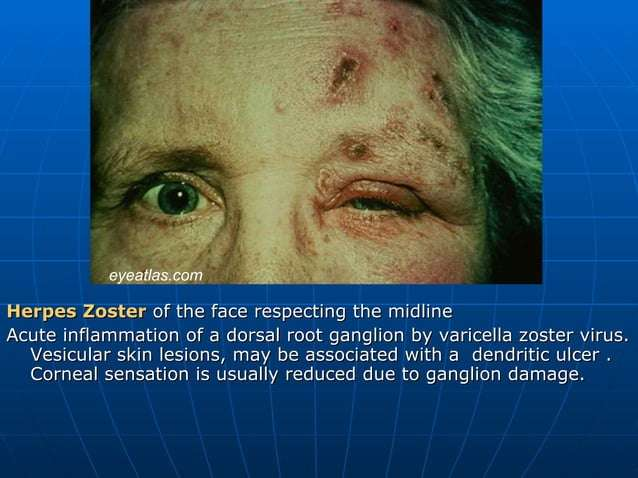 eyeatlas.com
Herpes Zoster of the face respecting the midline
Acute inflammation of a dorsal root ganglion by varicella zoster virus.
Vesicular skin lesions, may be associated with a dendritic ulcer .
Corneal sensation is usually reduced due to ganglion damage.